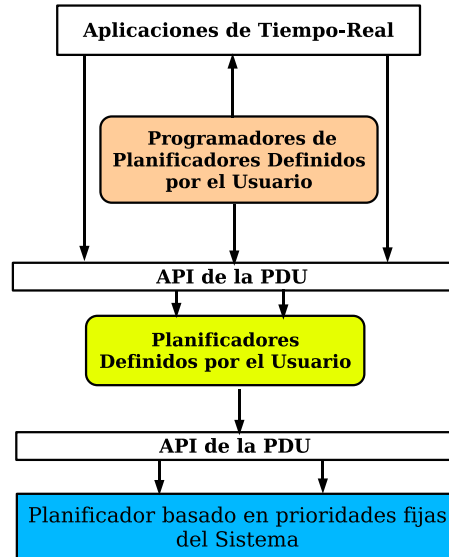 Aplicaciones de Tiempo-Real
Programadores de
Planificadores Definidos
por el Usuario
API de la PDU
Planificadores
Definidos por el Usuario
API de la PDU
Planificador basado en prioridades fijas
del Sistema